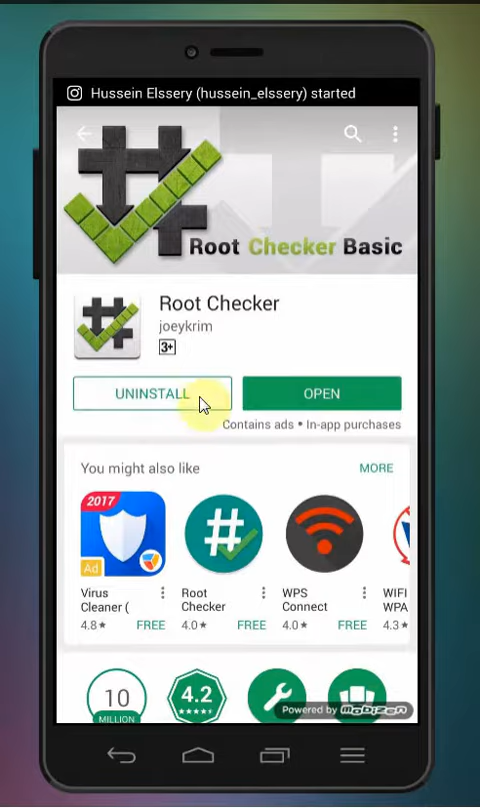 Hussein Elssery (hussein_elssery) started
Root Checker Basic
Root Checker
joeykrim
3+
UNINSTALL
OPEN
Contains ads • In-app purchases
You might also like
MORE
2017
Ad
Virus
Cleaner (
4.8★
FREE
Root
Checker
4.0★
FREE
WPS
Connect
4.0★
FREE
WIFI
WPA
4.3★
10
MILLION
4.2
Powered by mobizen